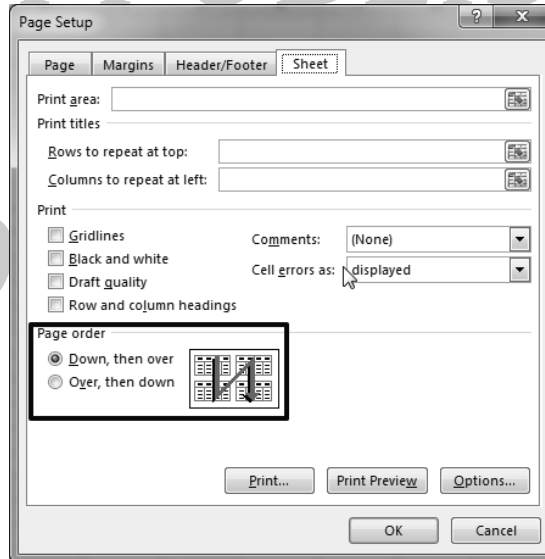 Page Setup
? X
Page Margins Header/Footer Sheet
Print area:
Print titles
Rows to repeat at top:
Columns to repeat at left:
Print
Gridlines
Black and white
Draft quality
Row and column headings
Comments: (None)
Cell errors as: displayed
Page order
Down, then over
Over, then down
Print... Print Preview Options...
OK Cancel